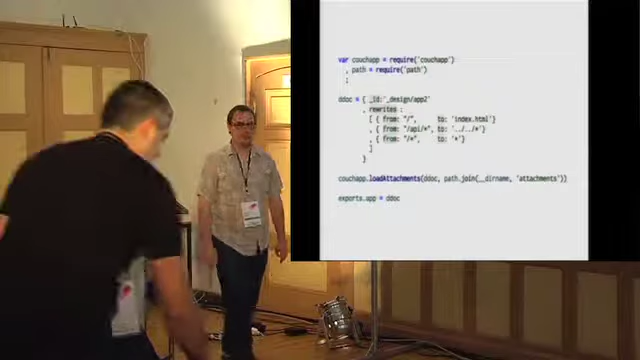 var couchapp = require('couchapp')
, path = require('path')
;
ddoc = { _id:'_design/app2'
, rewrites :
[ { from: "/", to: 'index.html'}
, { from: "/api/*", to: '../../*'}
, { from: "/*", to: '*'}
]
}
couchapp.loadAttachments(ddoc, path.join(__dirname, 'attachments'))
exports.app = ddoc